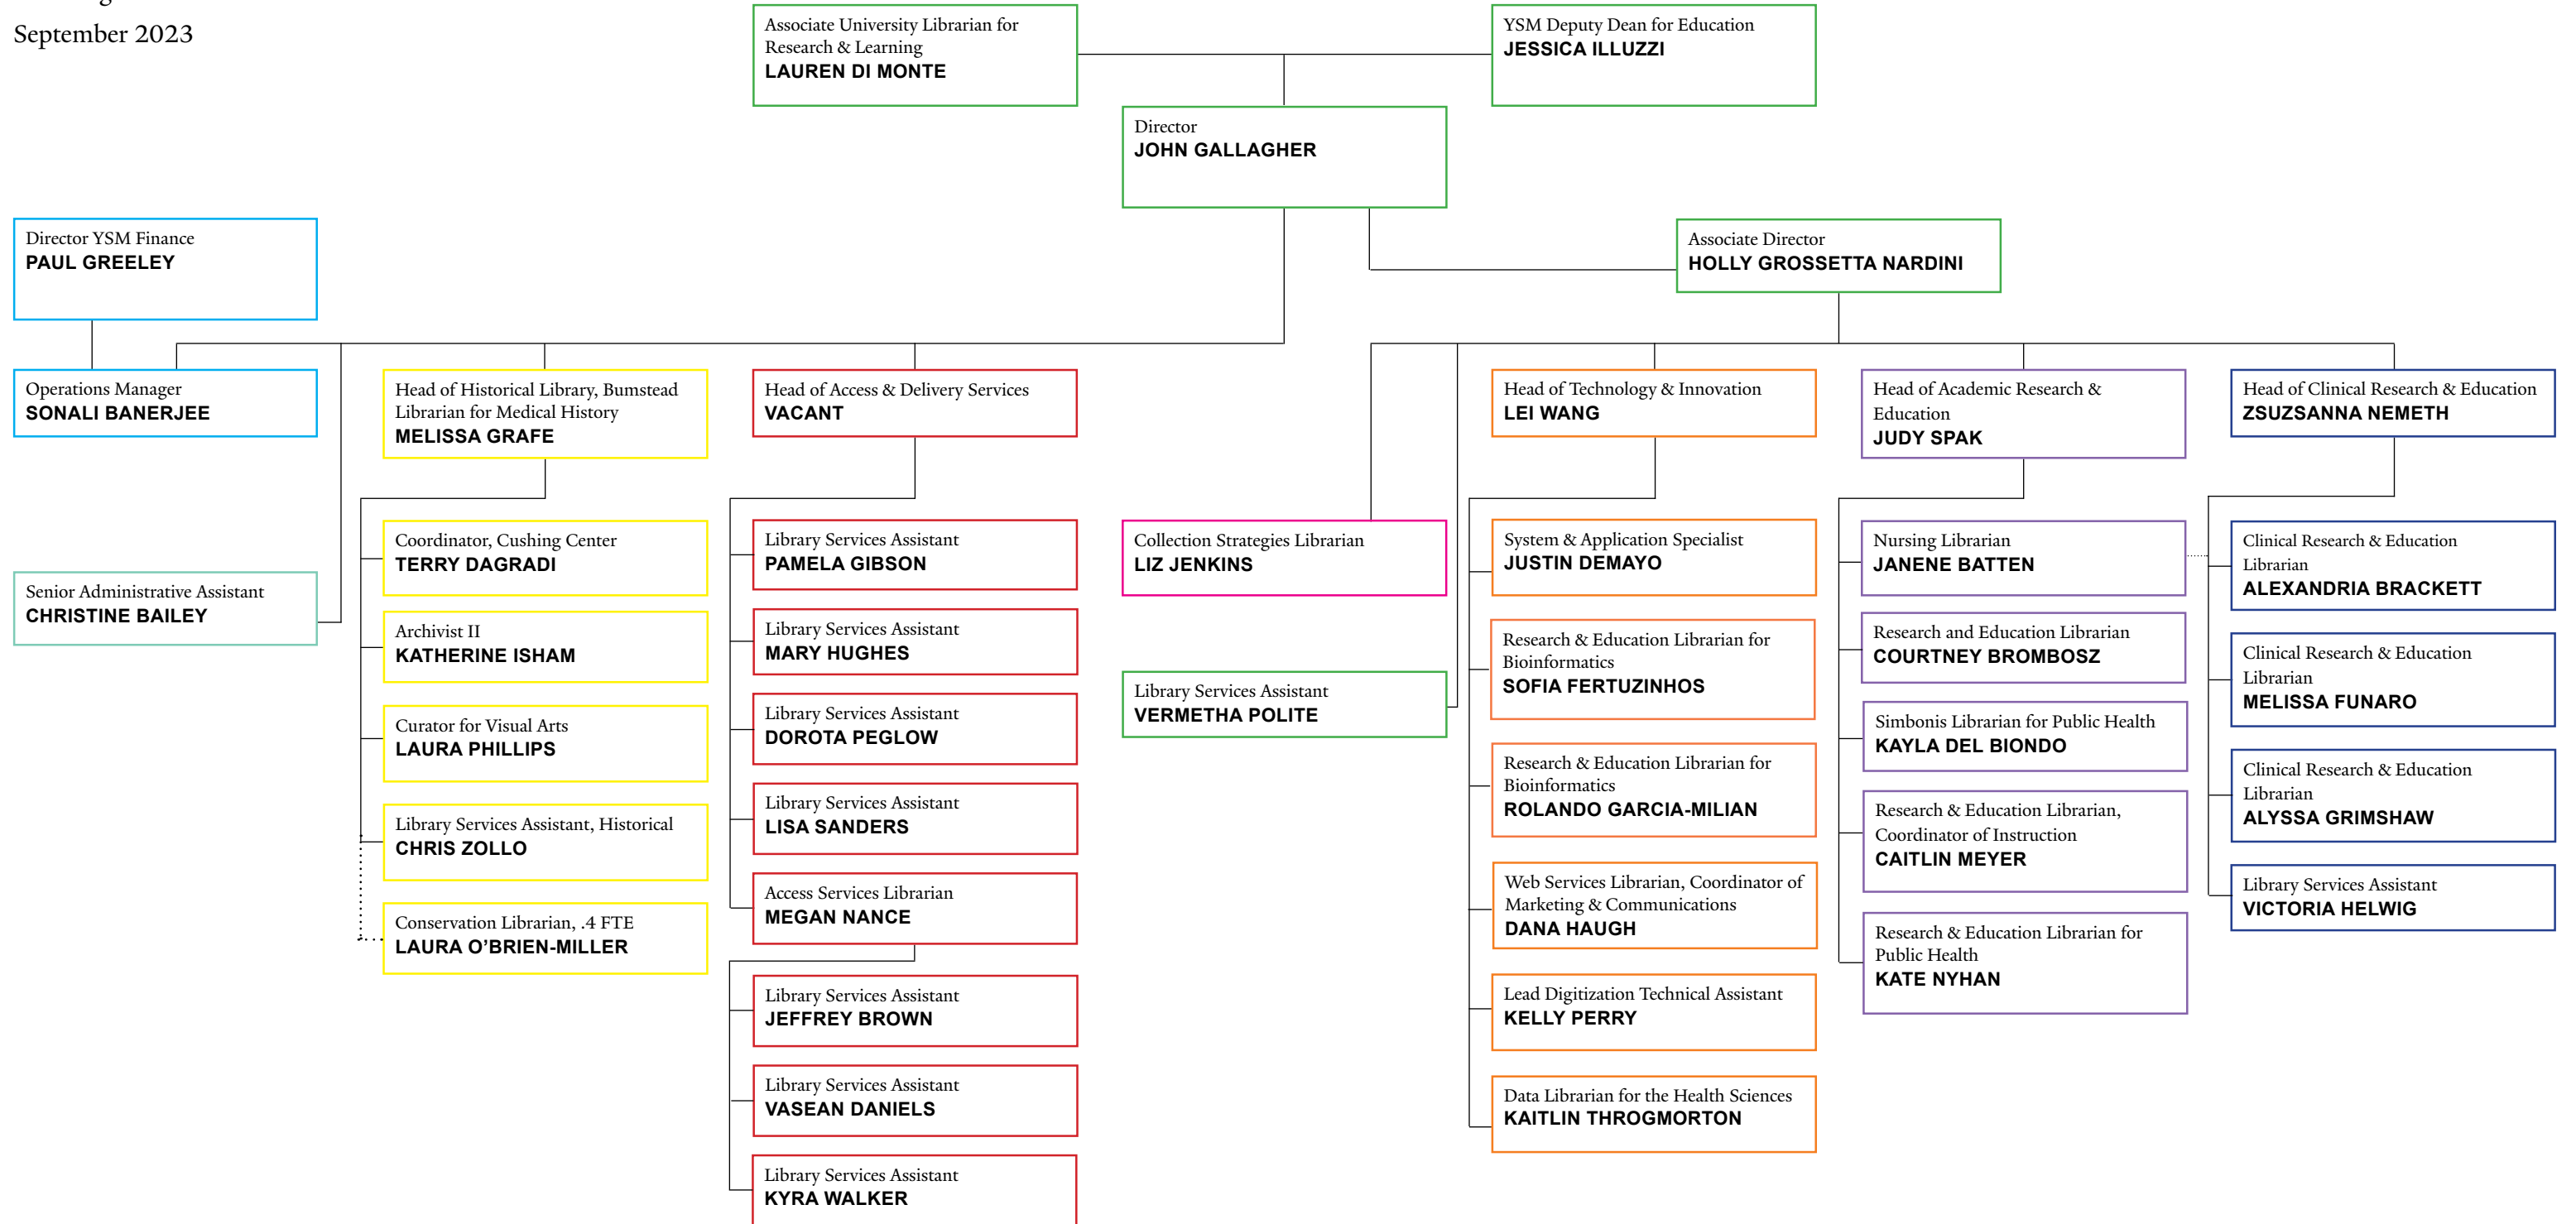 September 2023
Associate University Librarian for
Research & Learning
LAUREN DI MONTE
YSM Deputy Dean for Education
JESSICA ILLUZZI
Director
JOHN GALLAGHER
Director YSM Finance
PAUL GREELEY
Associate Director
HOLLY GROSSETTA NARDINI
Operations Manager
SONALI BANERJEE
Head of Historical Library, Bumstead
Librarian for Medical History
MELISSA GRAFE
Head of Access & Delivery Services
VACANT
Head of Technology & Innovation
LEI WANG
Head of Academic Research &
Education
JUDY SPAK
Head of Clinical Research & Education
ZSUZSANNA NEMETH
Senior Administrative Assistant
CHRISTINE BAILEY
Coordinator, Cushing Center
TERRY DAGRADI
Archivist II
KATHERINE ISHAM
Curator for Visual Arts
LAURA PHILLIPS
Library Services Assistant, Historical
CHRIS ZOLLO
Conservation Librarian, .4 FTE
LAURA O’BRIEN-MILLER
Library Services Assistant
PAMELA GIBSON
Library Services Assistant
MARY HUGHES
Library Services Assistant
DOROTA PEGLOW
Library Services Assistant
LISA SANDERS
Access Services Librarian
MEGAN NANCE
Library Services Assistant
JEFFREY BROWN
Library Services Assistant
VASEAN DANIELS
Library Services Assistant
KYRA WALKER
Collection Strategies Librarian
LIZ JENKINS
Library Services Assistant
VERMETHA POLITE
System & Application Specialist
JUSTIN DEMAYO
Research & Education Librarian for
Bioinformatics
SOFIA FERTUZINHOS
Research & Education Librarian for
Bioinformatics
ROLANDO GARCIA-MILIAN
Web Services Librarian, Coordinator of
Marketing & Communications
DANA HAUGH
Lead Digitization Technical Assistant
KELLY PERRY
Data Librarian for the Health Sciences
KAITLIN THROGMORTON
Nursing Librarian
JANENE BATTEN
Research and Education Librarian
COURTNEY BROMBOSZ
Simbonis Librarian for Public Health
KAYLA DEL BIONDO
Research & Education Librarian,
Coordinator of Instruction
CAITLIN MEYER
Research & Education Librarian for
Public Health
KATE NYHAN
Clinical Research & Education
Librarian
ALEXANDRIA BRACKETT
Clinical Research & Education
Librarian
MELISSA FUNARO
Clinical Research & Education
Librarian
ALYSSA GRIMSHAW
Library Services Assistant
VICTORIA HELWIG